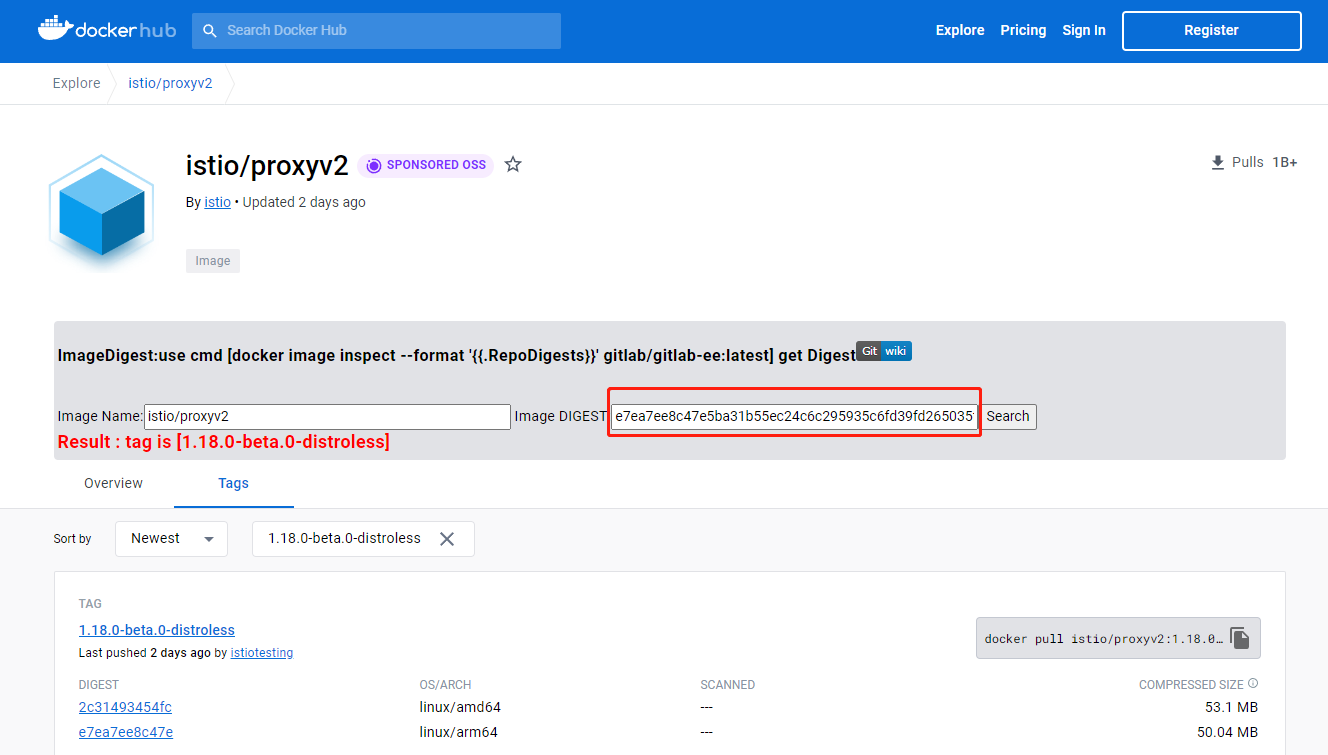 dockerhub
Search Docker Hub
Explore Pricing Sign In Register
Explore istio/proxyv2
istio/proxyv2 SPONSORED OSS
Pulls 1B+
By istio • Updated 2 days ago
Image
ImageDigest:use cmd [docker image inspect --format '{{.RepoDigests}}' gitlab/gitlab-ee:latest] get Digest Git wiki
Image Name: istio/proxyv2 Image DIGEST e7ea7ee8c47e5ba31b55ec24c6c295935c6fd39fd265035 Search
Result : tag is [1.18.0-beta.0-distroless]
Overview Tags
Sort by Newest 1.18.0-beta.0-distroless
TAG
1.18.0-beta.0-distroless
docker pull istio/proxyv2:1.18.0…
Last pushed 2 days ago by istiotesting
DIGEST OS/ARCH SCANNED COMPRESSED SIZE
2c31493454fc linux/amd64 --- 53.1 MB
e7ea7ee8c47e linux/arm64 --- 50.04 MB